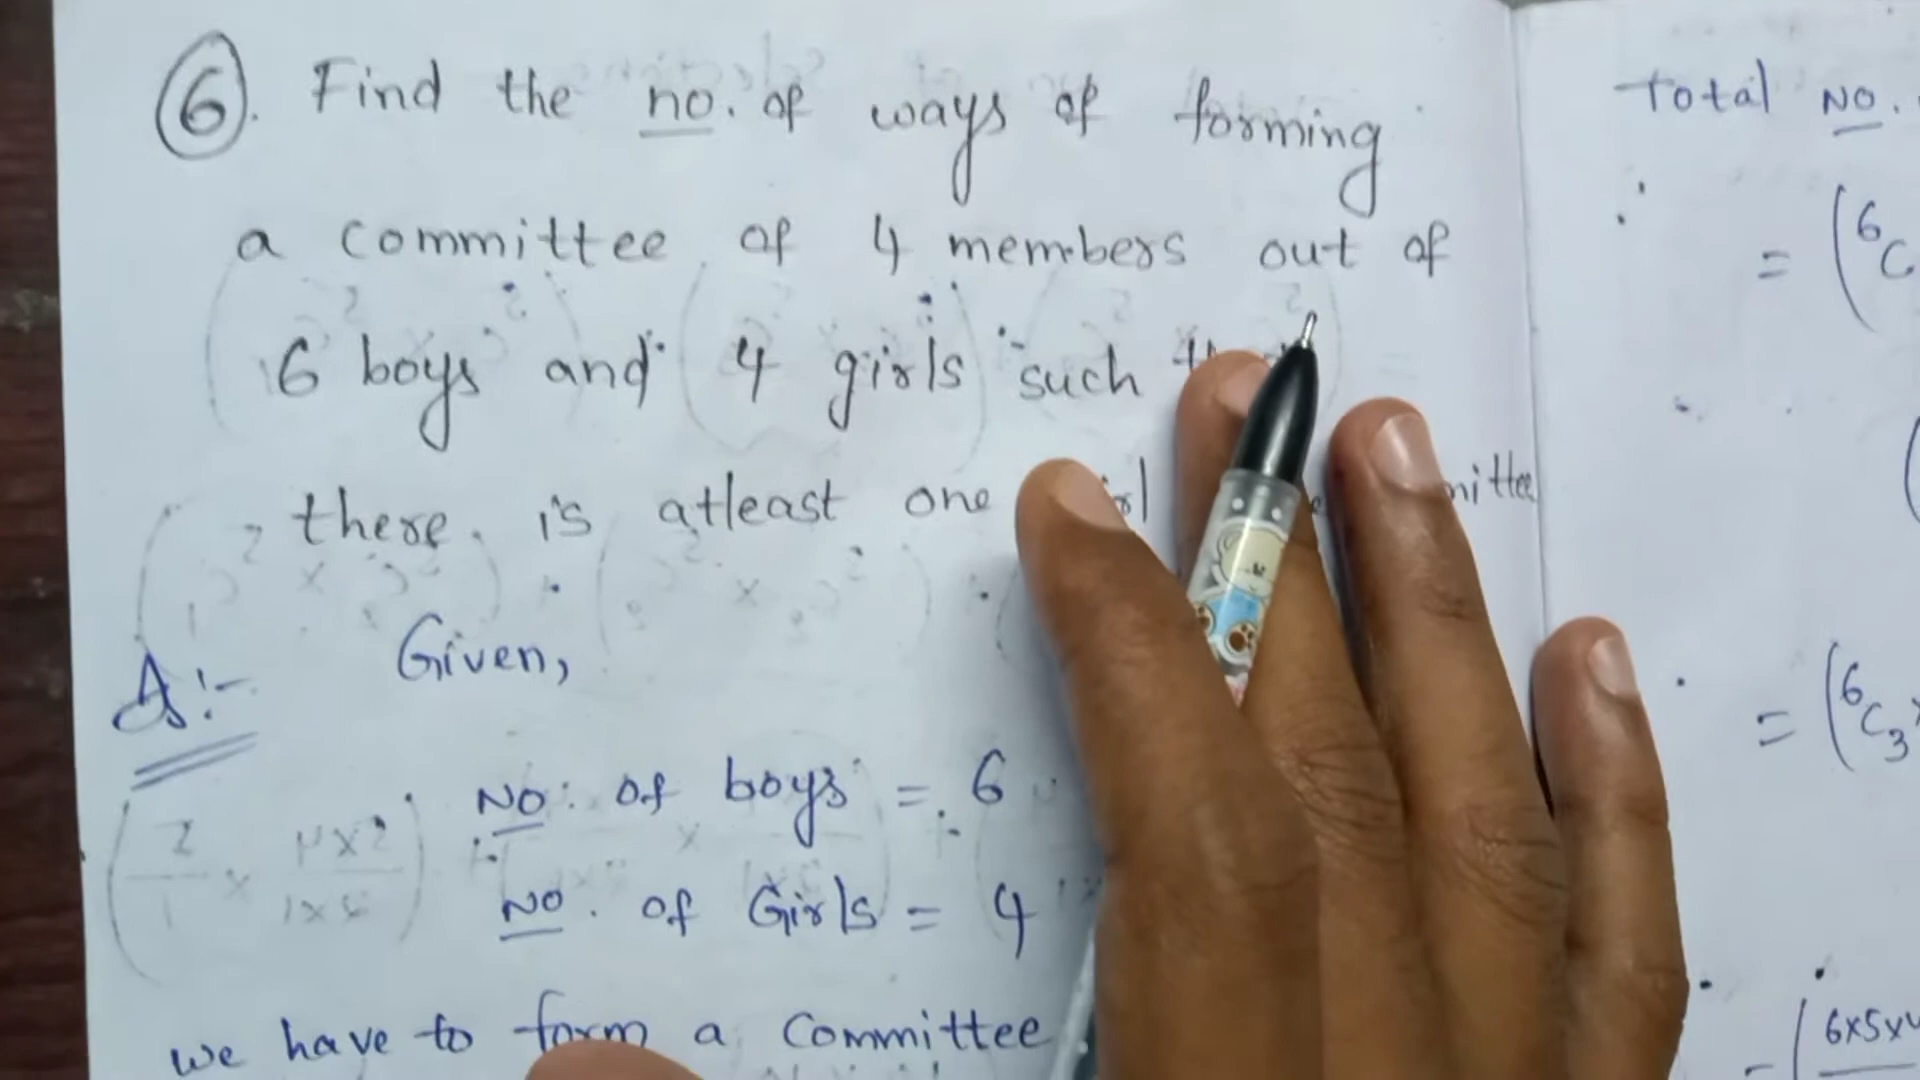 6. Find the no. of ways of forming
a committee of 4 members out of
6 boys and 4 girls such
there is atleast one
A:- Given,
No. of boys = 6
No. of Girls = 4
we have to form a Committee
Total No.
∴ = (6C
= (6C3 ×
= (6×5×4